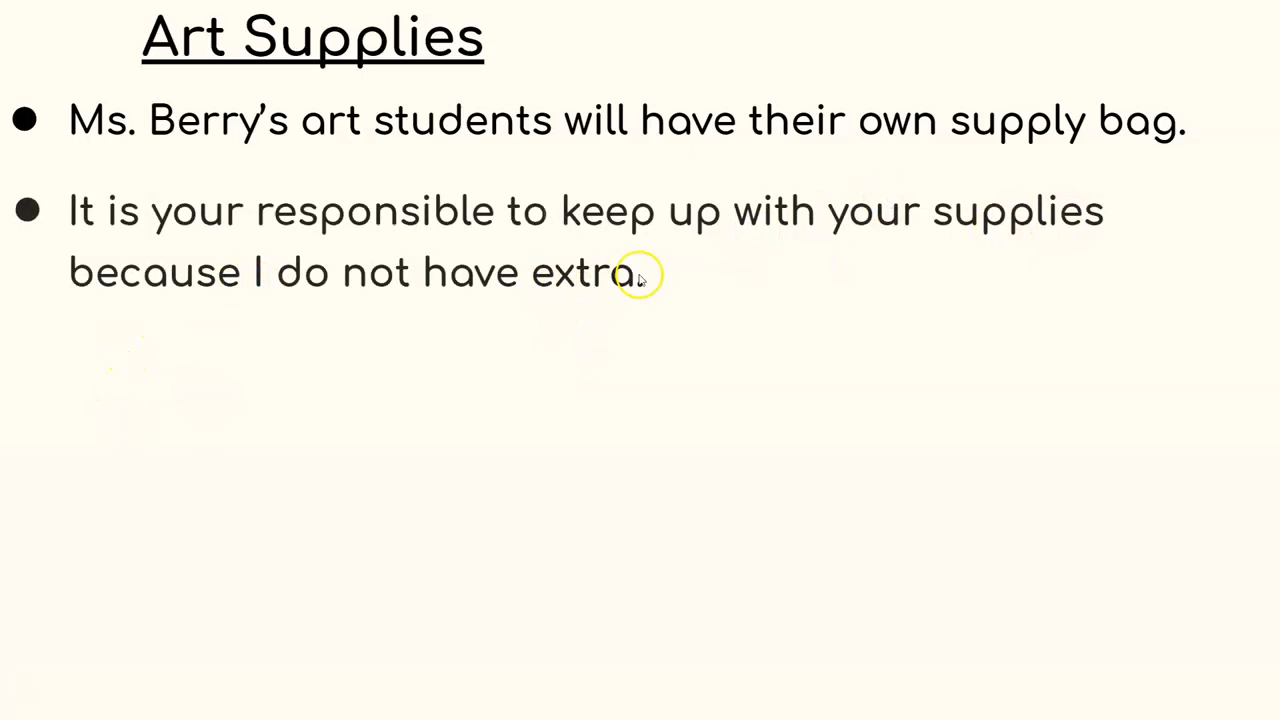 Art Supplies
● Ms. Berry’s art students will have their own supply bag.
● It is your responsible to keep up with your supplies
because I do not have extra.